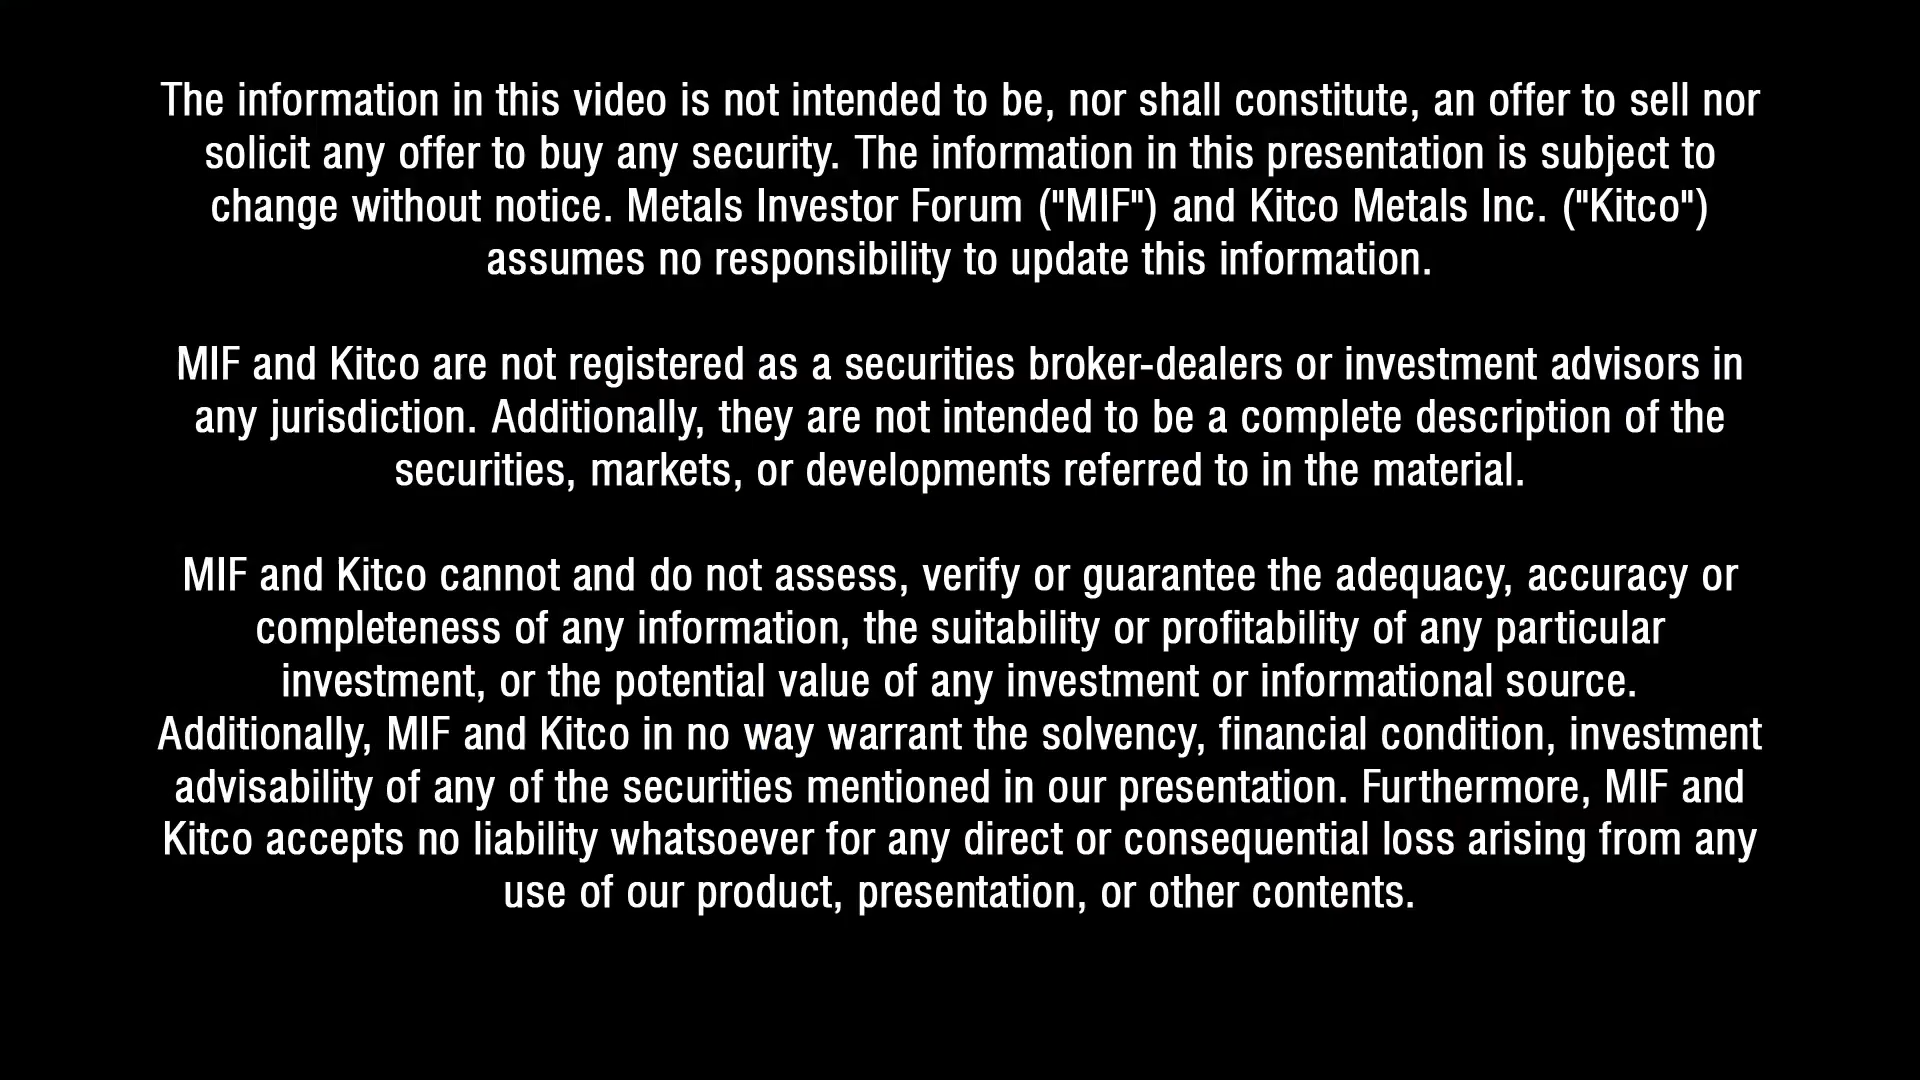 The information in this video is not intended to be, nor shall constitute, an offer to sell nor
solicit any offer to buy any security. The information in this presentation is subject to
change without notice. Metals Investor Forum ("MIF") and Kitco Metals Inc. ("Kitco")
assumes no responsibility to update this information.
MIF and Kitco are not registered as a securities broker-dealers or investment advisors in
any jurisdiction. Additionally, they are not intended to be a complete description of the
securities, markets, or developments referred to in the material.
MIF and Kitco cannot and do not assess, verify or guarantee the adequacy, accuracy or
completeness of any information, the suitability or profitability of any particular
investment, or the potential value of any investment or informational source.
Additionally, MIF and Kitco in no way warrant the solvency, financial condition, investment
advisability of any of the securities mentioned in our presentation. Furthermore, MIF and
Kitco accepts no liability whatsoever for any direct or consequential loss arising from any
use of our product, presentation, or other contents.